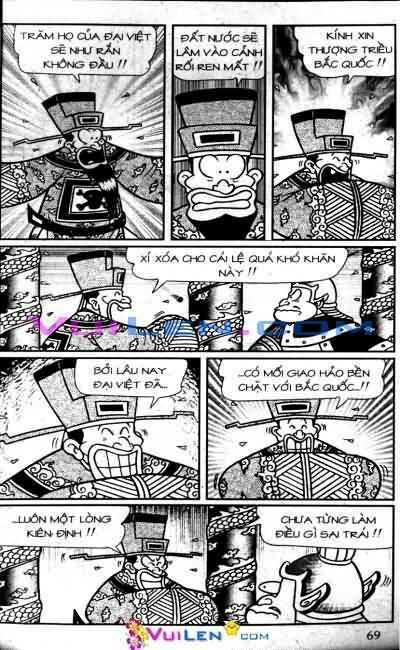 TRĂM HỌ CỦA ĐẠI VIỆT
SẼ NHƯ RẮN
KHÔNG ĐẦU !!
ĐẤT NƯỚC SẼ
LÂM VÀO CẢNH
RỐI REN MẤT !!
KÍNH XIN
THƯỢNG TRIỀU
BẮC QUỐC !!
XÍ XÓA CHO CÁI LỆ QUÁ KHÓ KHĂN
NÀY !!
VUILEN.COM
BỞI LÂU NAY
ĐẠI VIỆT ĐÃ...
...CÓ MỐI GIAO HẢO BỀN
CHẶT VỚI BẮC QUỐC...!!
...LUÔN MỘT LÒNG
KIÊN ĐỊNH !!
CHƯA TỪNG LÀM
ĐIỀU GÌ SAI TRÁI !!
69
VUILEN.COM